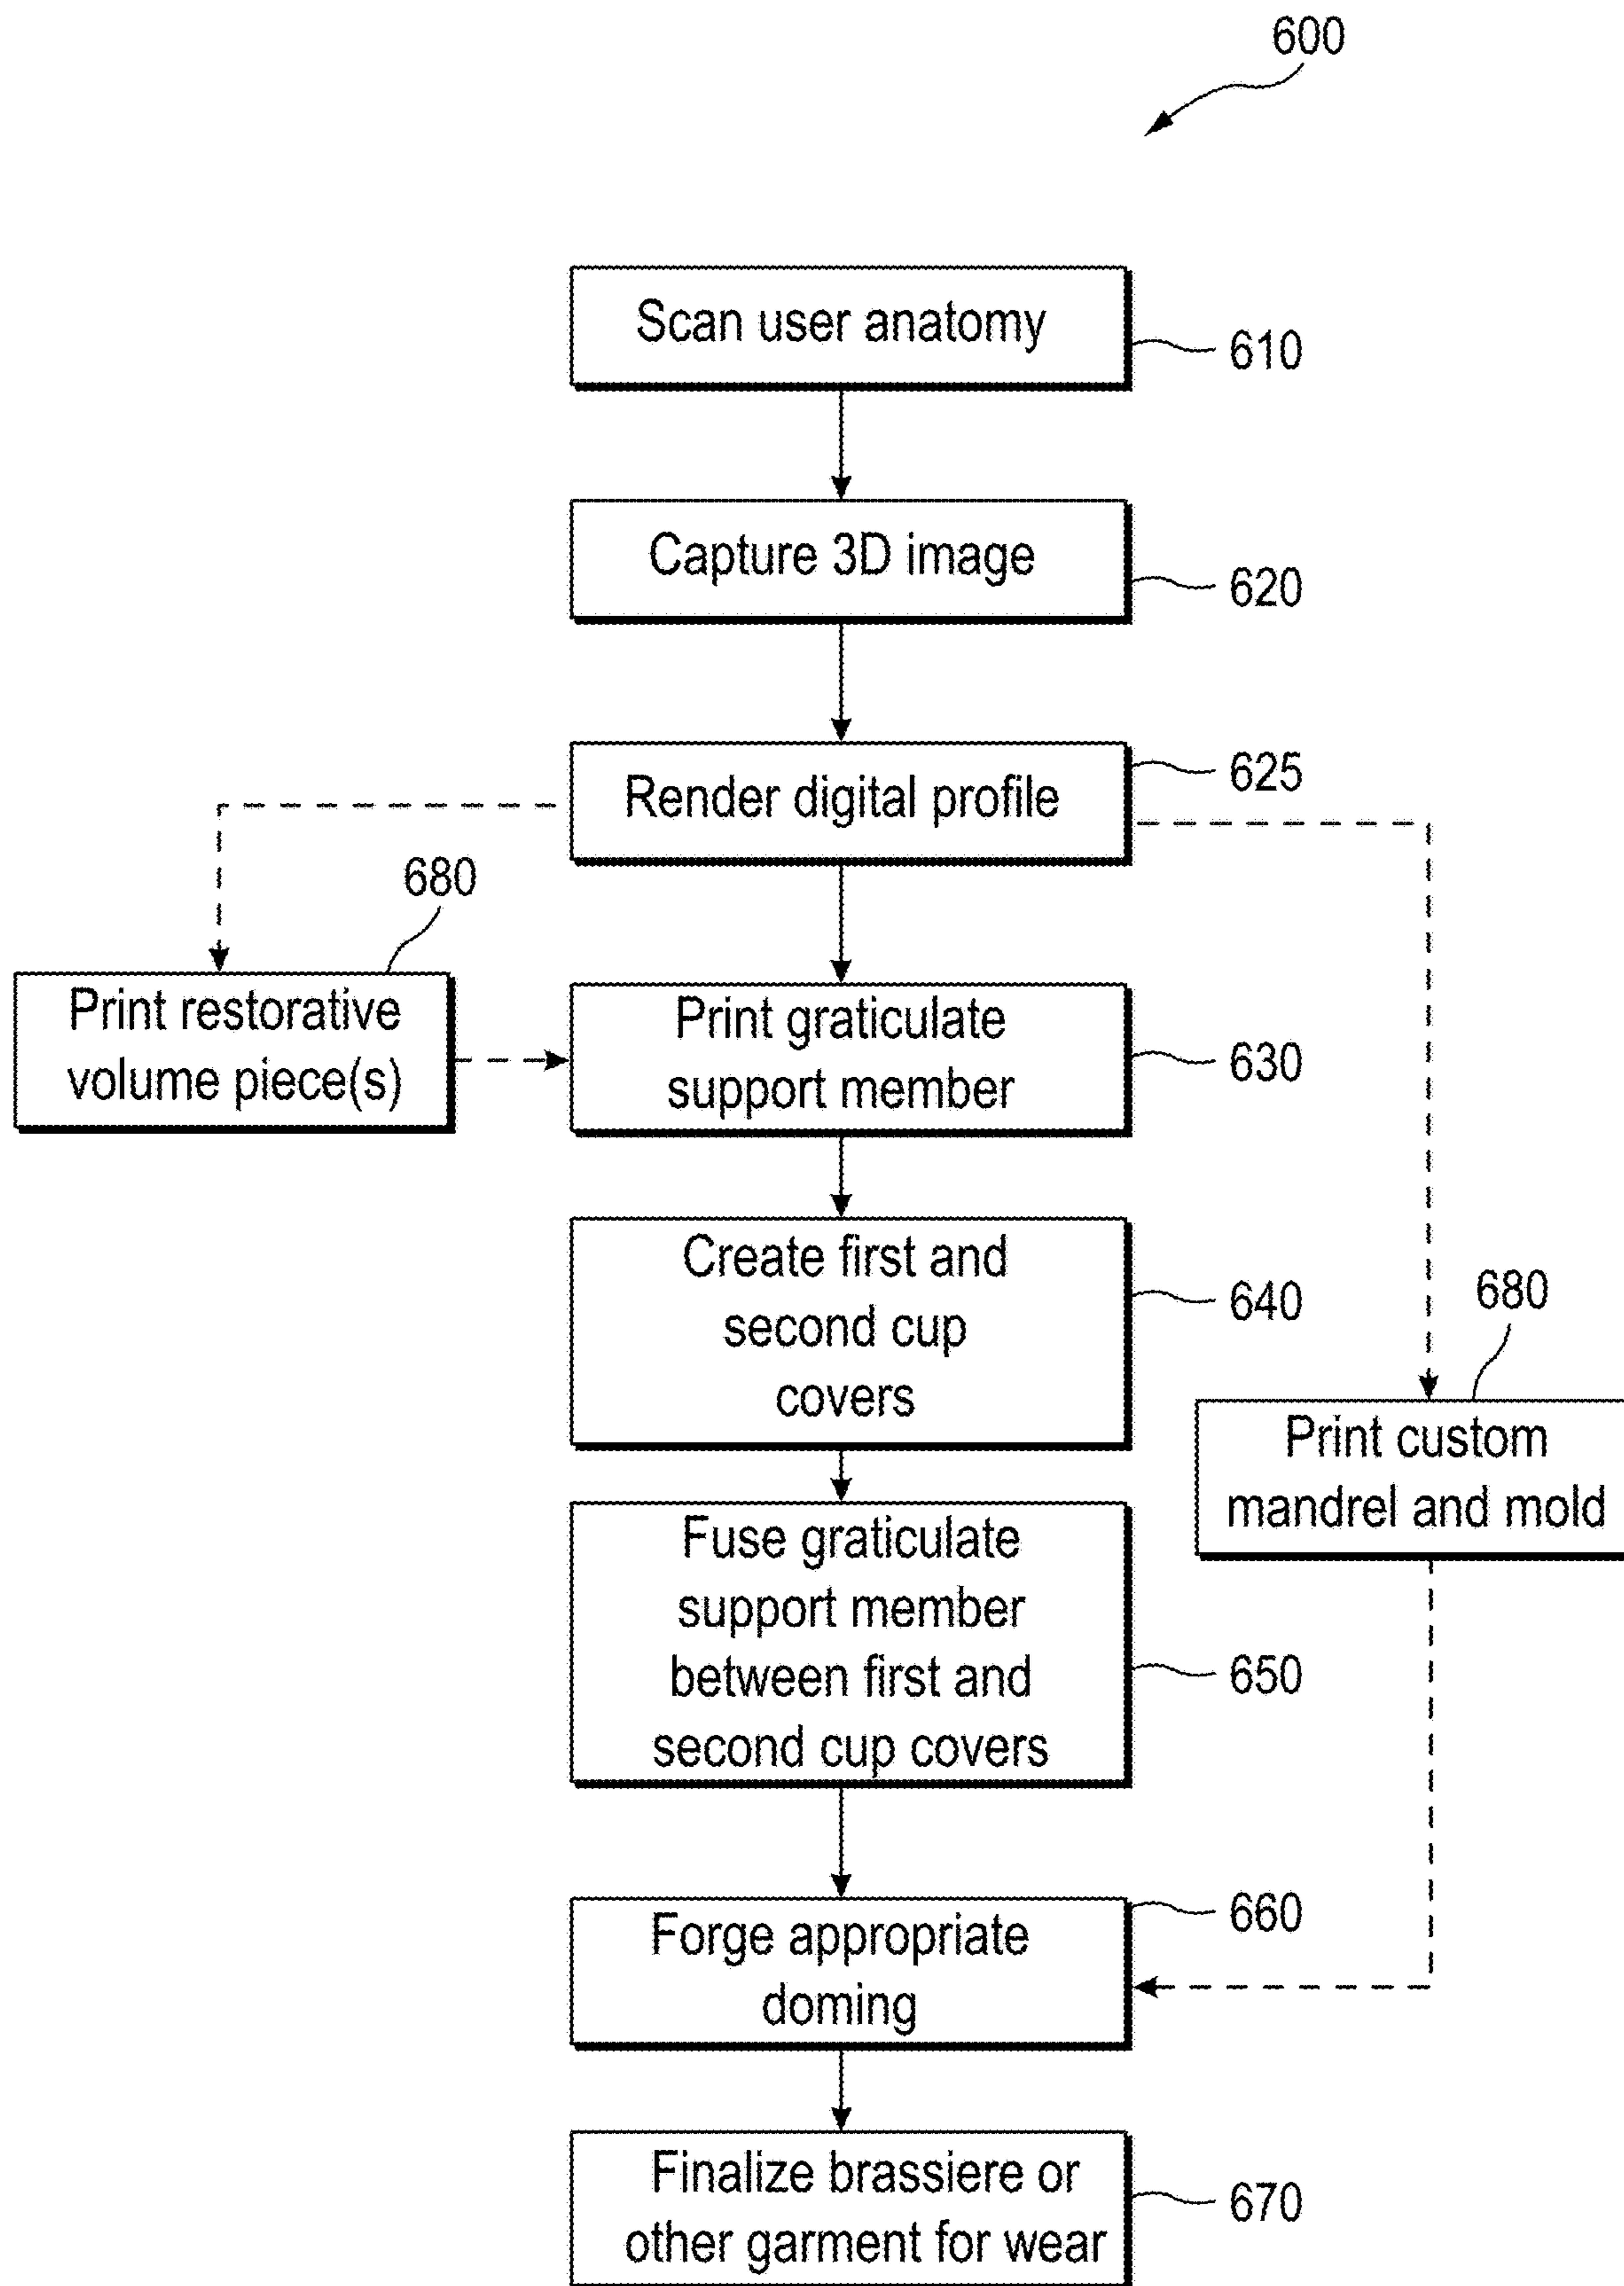 600
Scan user anatomy
610
Capture 3D image
620
Render digital profile
625
680
Print restorative
volume piece(s)
Print graticulate
support member
630
Create first and
second cup
covers
640
680
Print custom
mandrel and mold
Fuse graticulate
support member
between first and
second cup covers
650
Forge appropriate
doming
660
Finalize brassiere or
other garment for wear
670